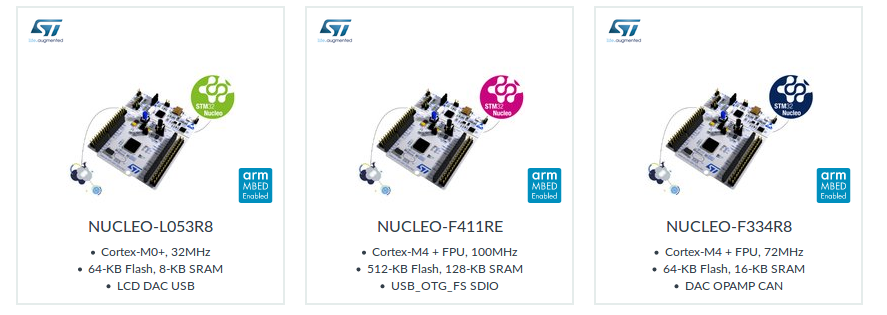 ST
life.augmented
STM32
Nucleo
arm
MBED
Enabled
NUCLEO-L053R8
• Cortex-M0+, 32MHz
• 64-KB Flash, 8-KB SRAM
• LCD DAC USB
ST
life.augmented
STM32
Nucleo
arm
MBED
Enabled
NUCLEO-F411RE
• Cortex-M4 + FPU, 100MHz
• 512-KB Flash, 128-KB SRAM
• USB_OTG_FS SDIO
ST
life.augmented
STM32
Nucleo
arm
MBED
Enabled
NUCLEO-F334R8
• Cortex-M4 + FPU, 72MHz
• 64-KB Flash, 16-KB SRAM
• DAC OPAMP CAN